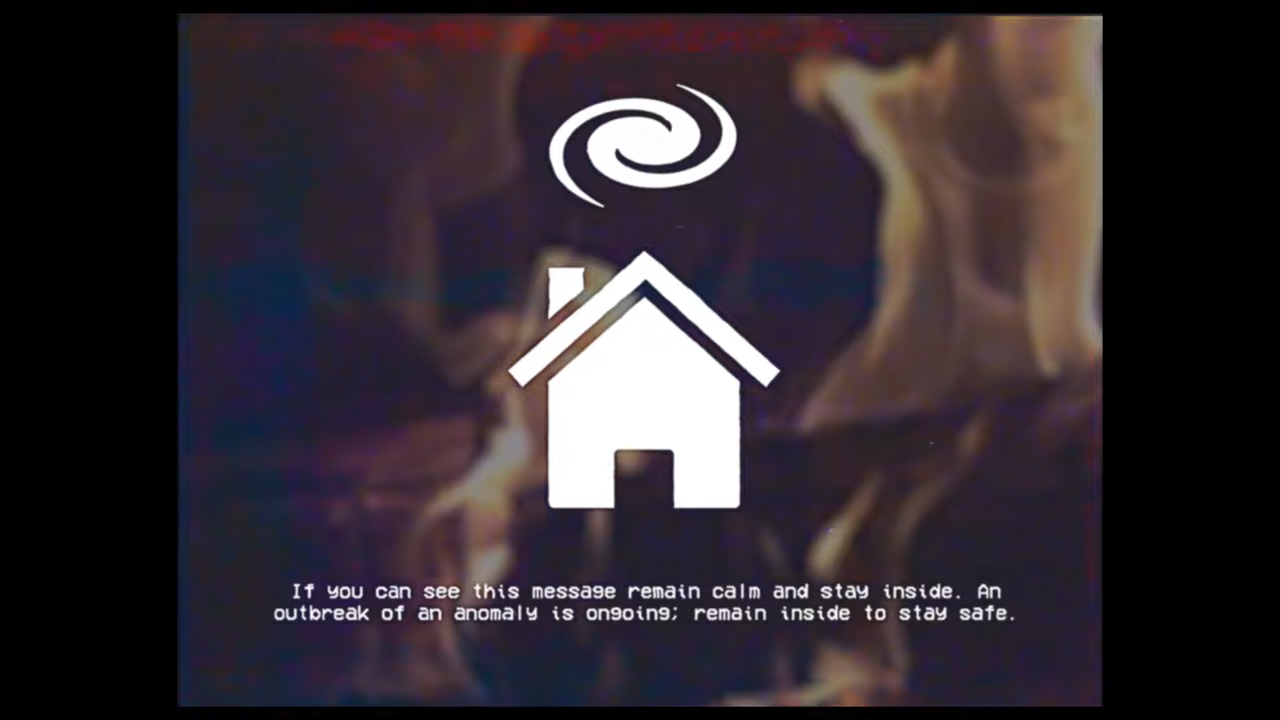 If you can see this message remain calm and stay inside. An
outbreak of an anomaly is ongoing; remain inside to stay safe.